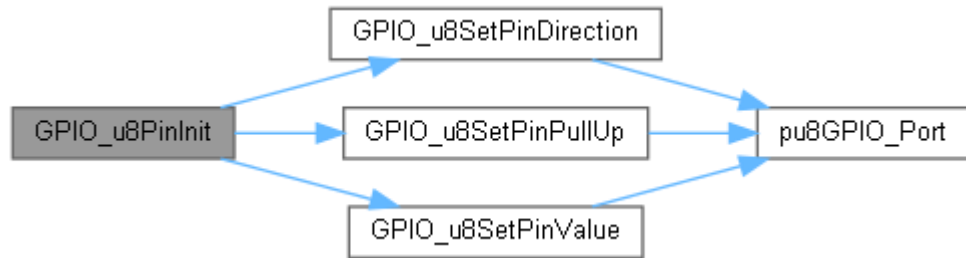 GPIO_u8SetPinDirection
GPIO_u8PinInit
GPIO_u8SetPinPullUp
pu8GPIO_Port
GPIO_u8SetPinValue